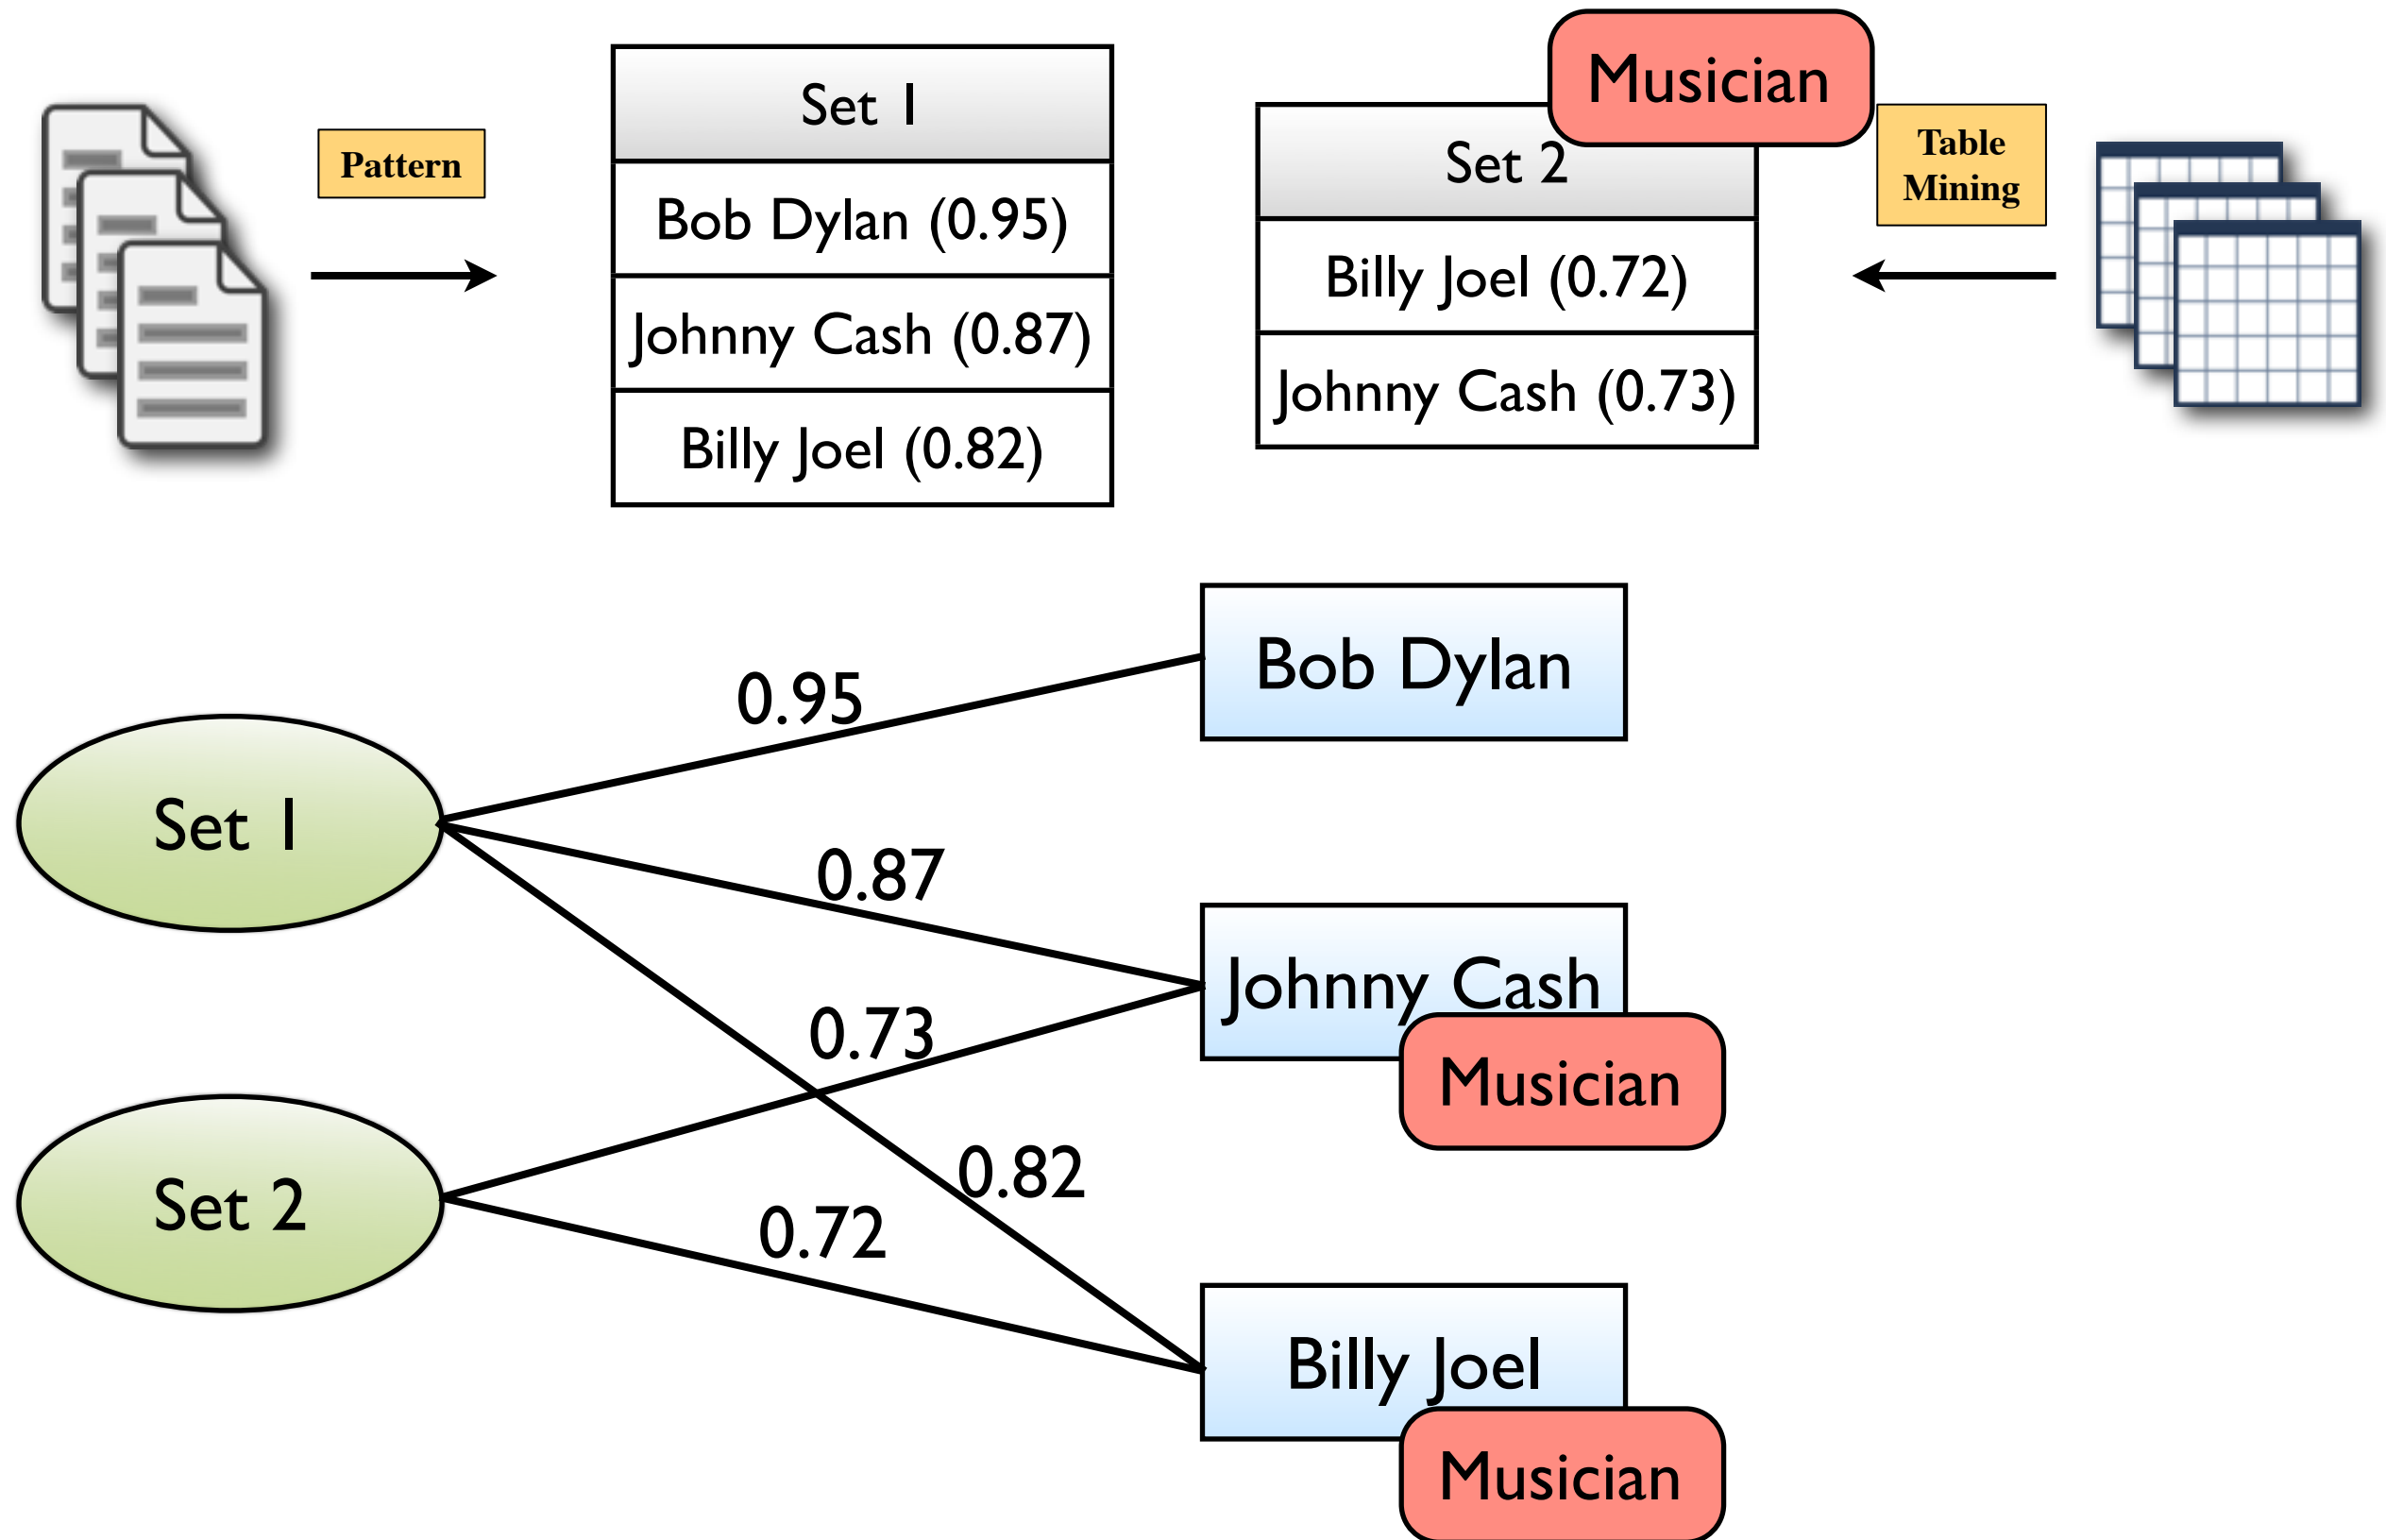 Pattern
Set 1
Bob Dylan (0.95)
Johnny Cash (0.87)
Billy Joel (0.82)
Musician
Set 2
Billy Joel (0.72)
Johnny Cash (0.73)
Table
Mining
Set 1
Set 2
0.95
0.87
0.73
0.82
0.72
Bob Dylan
Johnny Cash
Musician
Billy Joel
Musician